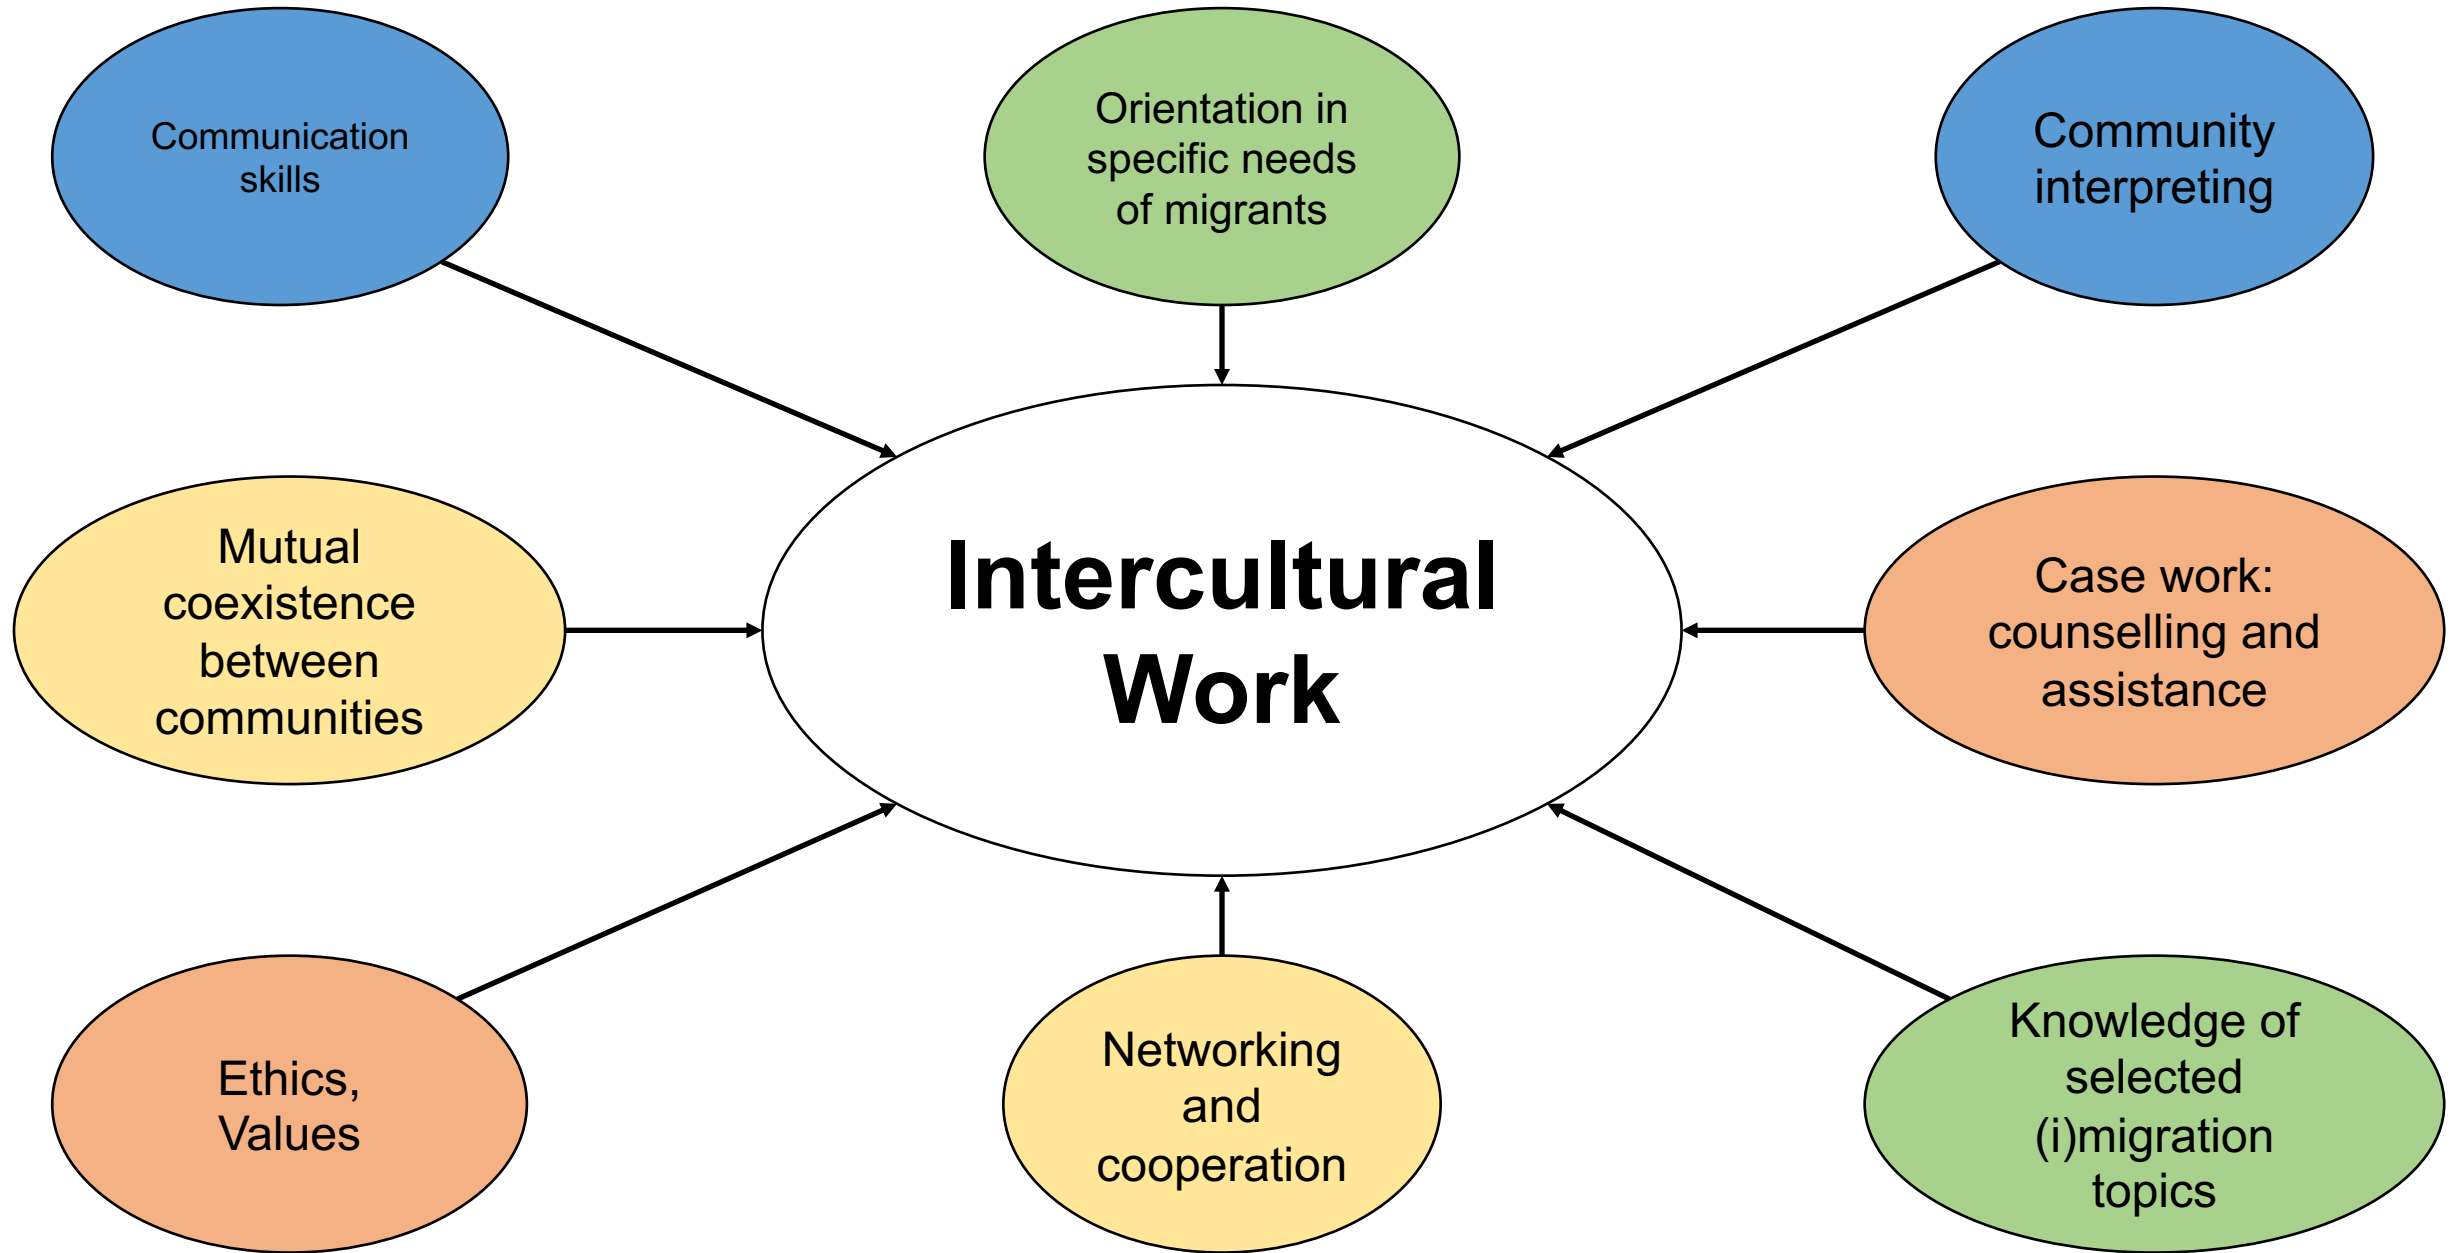 Communication
skills
Orientation in
specific needs
of migrants
Community
interpreting
Mutual
coexistence
between
communities
Intercultural
Work
Case work:
counselling and
assistance
Ethics,
Values
Networking
and
cooperation
Knowledge of
selected
(i)migration
topics